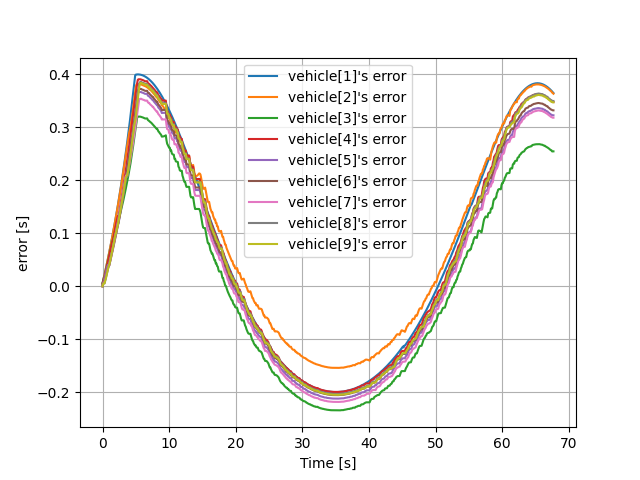 0.4
0.3
0.2
0.1
0.0
−0.1
−0.2
error [s]
vehicle[1]'s error
vehicle[2]'s error
vehicle[3]'s error
vehicle[4]'s error
vehicle[5]'s error
vehicle[6]'s error
vehicle[7]'s error
vehicle[8]'s error
vehicle[9]'s error
0 10 20 30 40 50 60 70
Time [s]